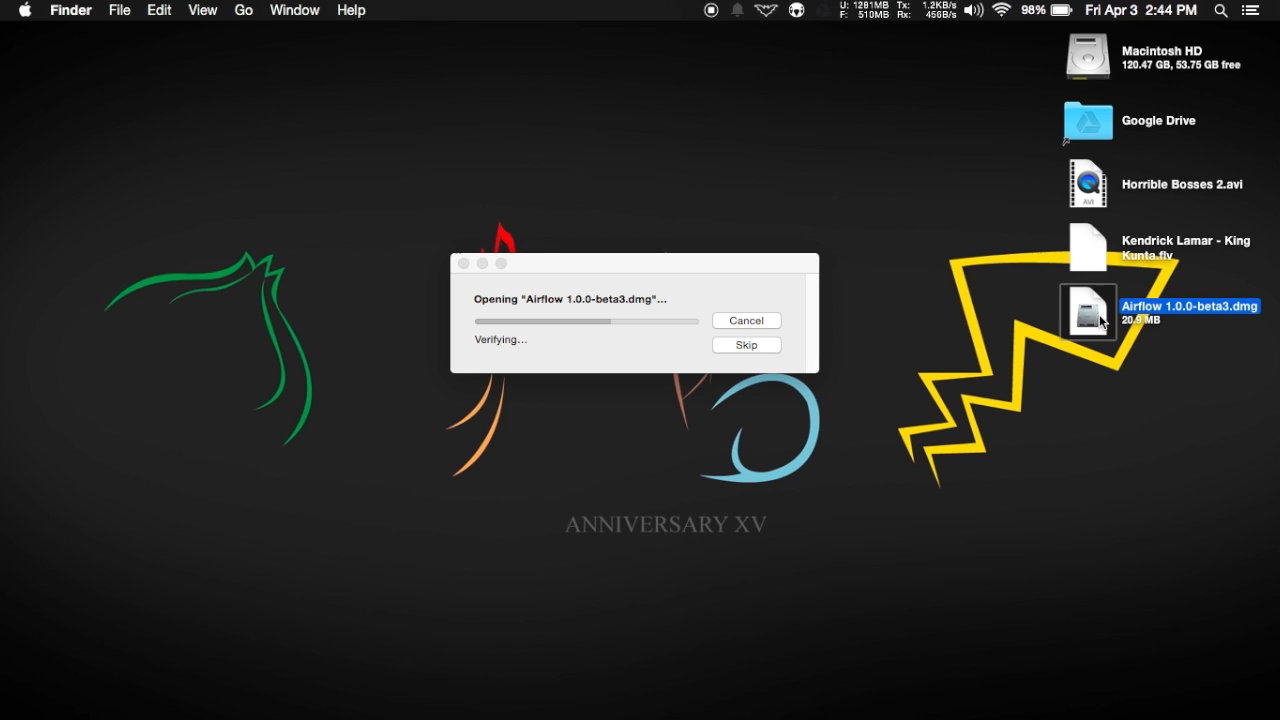 Finder File Edit View Go Window Help
U: 1281MB Tx: 1.2KB/s
F: 510MB Rx: 456B/s
98% Fri Apr 3 2:44 PM
Macintosh HD
120.47 GB, 53.75 GB free
Google Drive
AVI
Horrible Bosses 2.avi
Kendrick Lamar - King
Kunta.flv
Airflow 1.0.0-beta3.dmg
20.9 MB
Opening "Airflow 1.0.0-beta3.dmg"...
Cancel
Verifying...
Skip
ANNIVERSARY XV